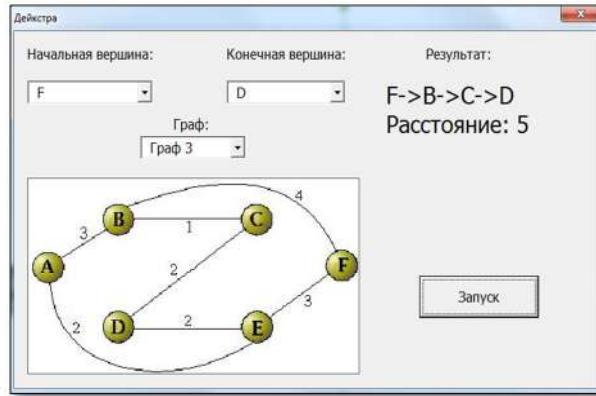 Дейкстра
Начальная вершина:
Конечная вершина:
Результат:
F
D
F->B->C->D
Расстояние: 5
Граф:
Граф 3
4
B
C
3
1
A
F
2
3
D
2
E
2
Запуск